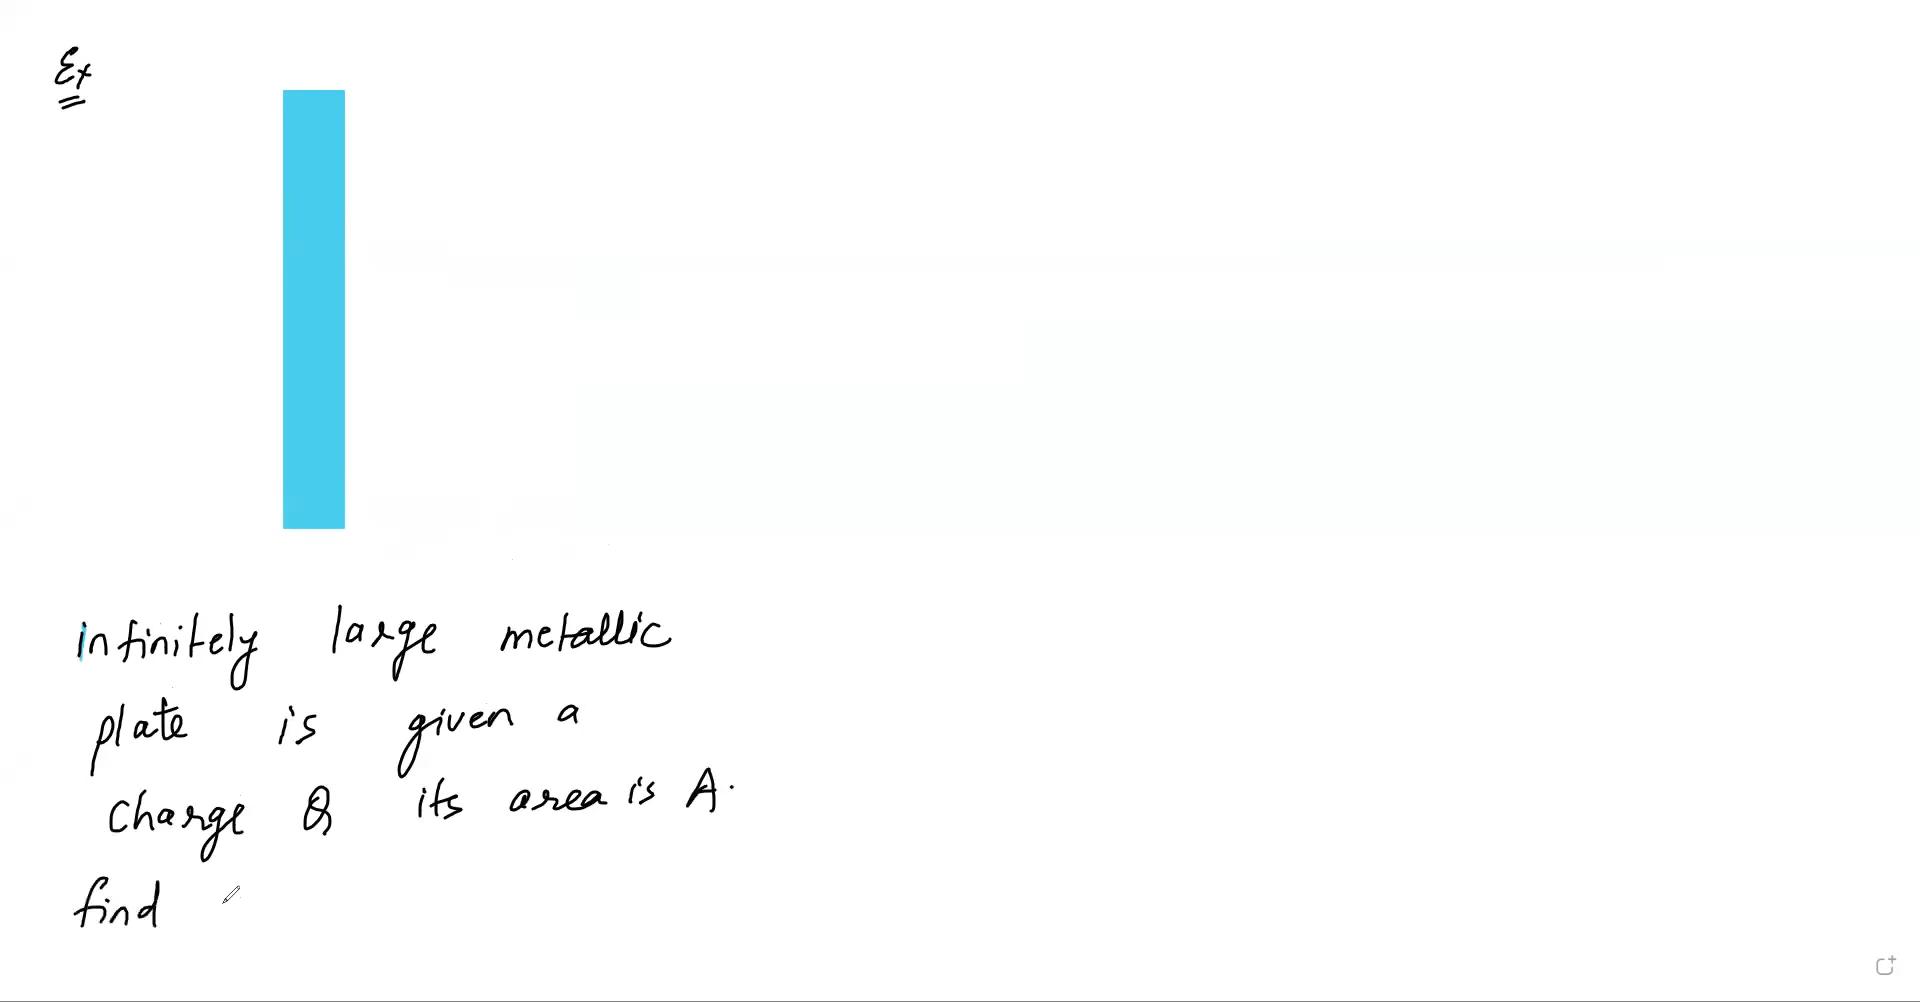 Ex
infinitely large metallic
plate is given a
charge Q its area is A.
find